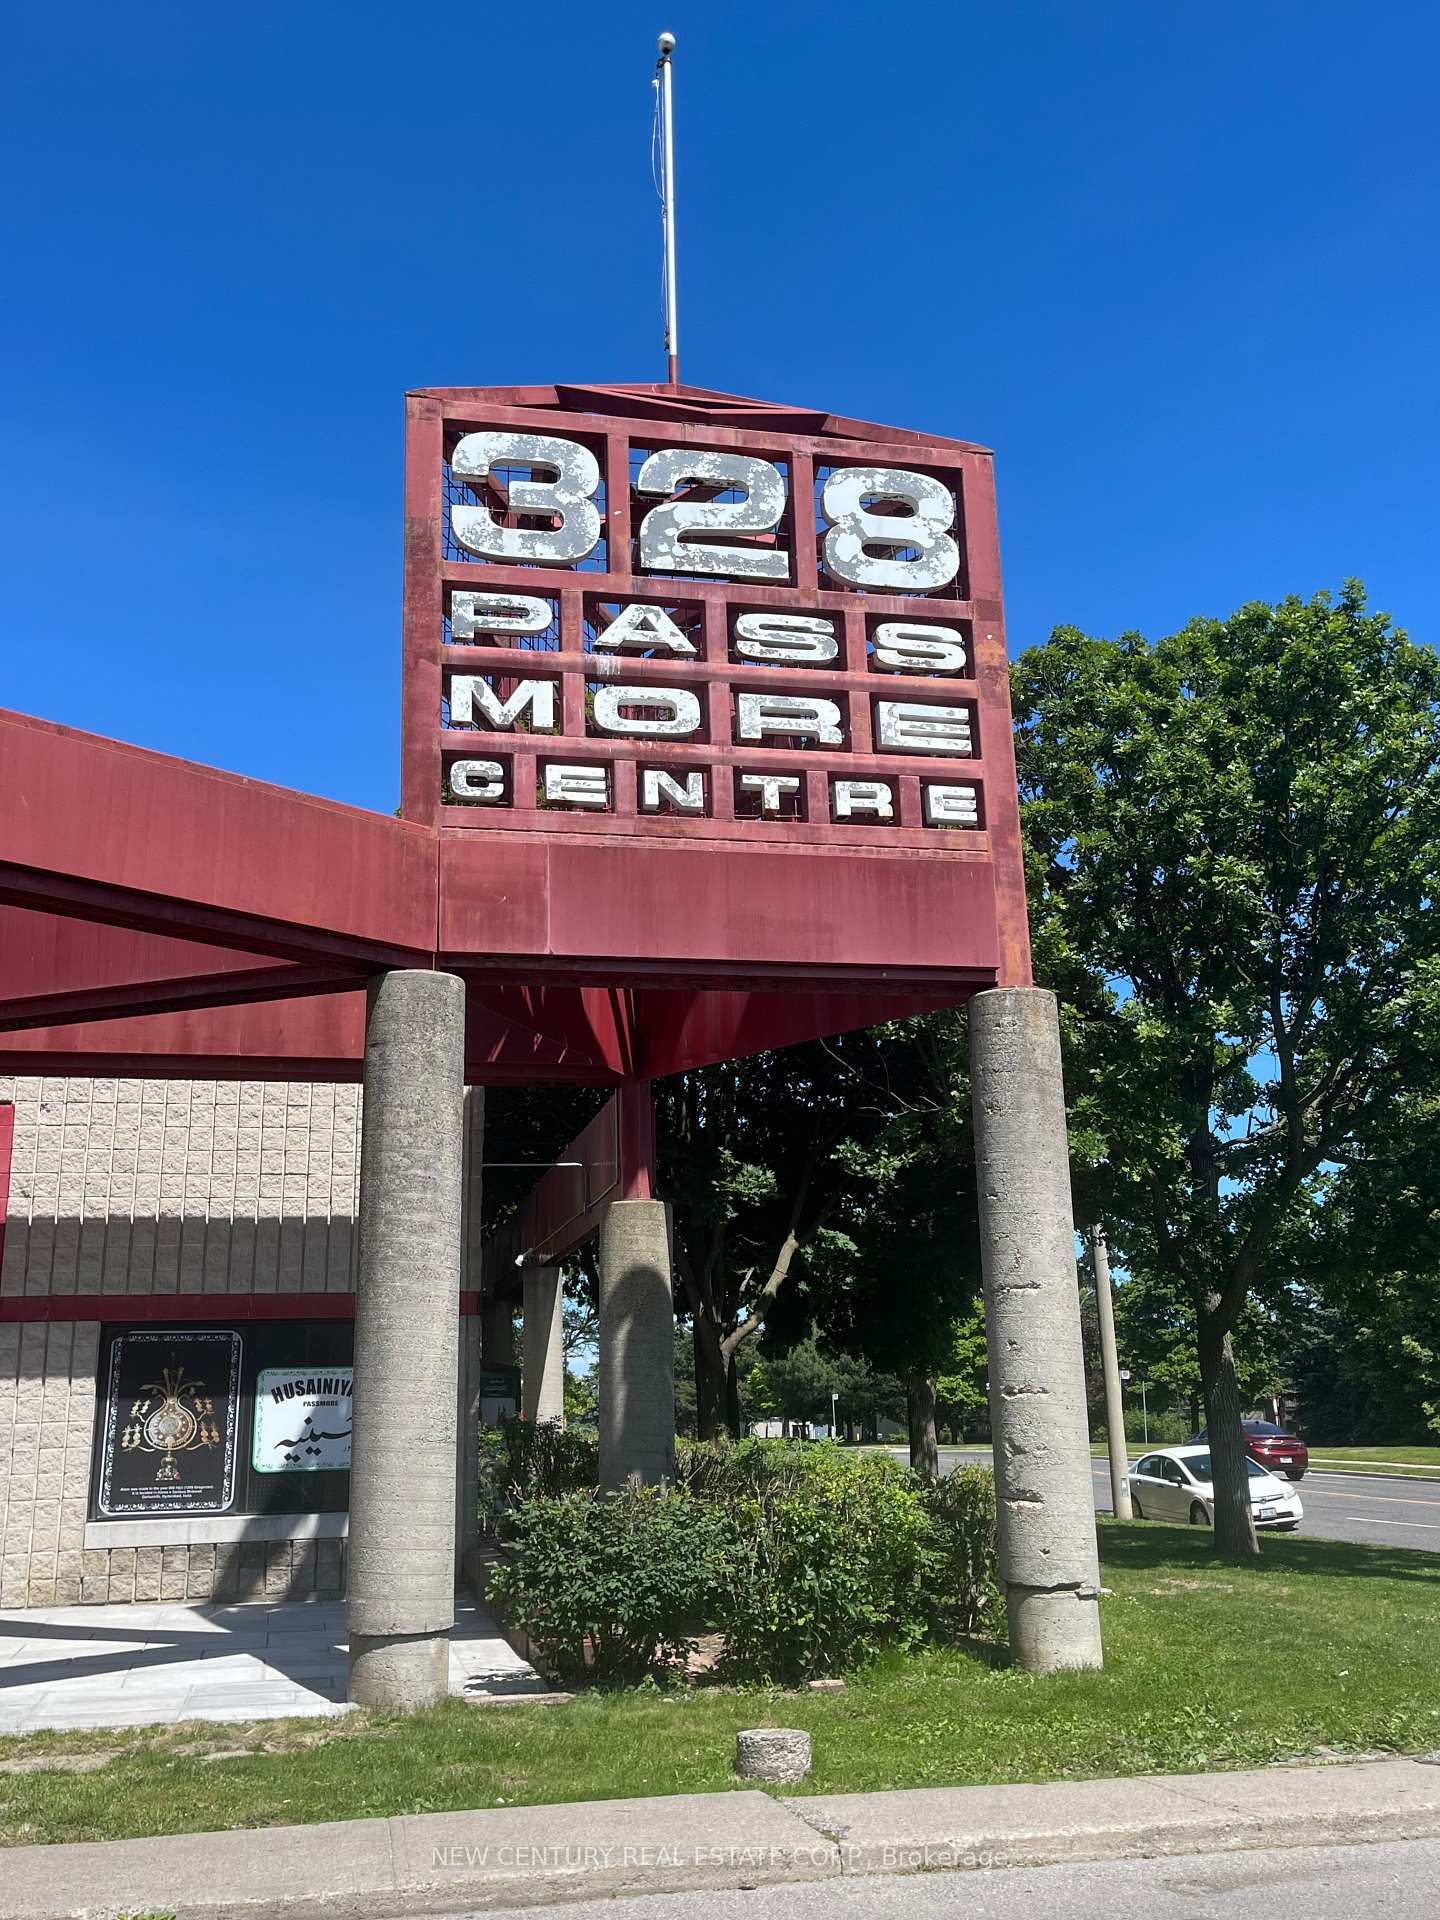 328
PASS
MORE
CENTRE
HUSAINIYA
PASSMORE
NEW CENTURY REAL ESTATE CORP., Brokerage